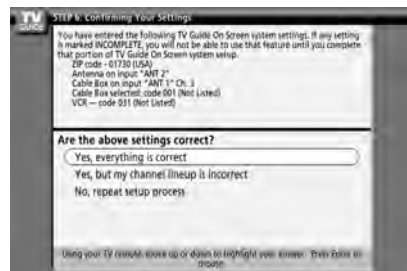 TV
GUIDE
STEP 6: Confirming Your Settings
You have entered the following TV Guide On Screen system settings. If any setting
is marked INCOMPLETE, you will not be able to use that feature until you complete
that portion of TV Guide On Screen system setup.
ZIP code - 01730 (USA)
Antenna on input "ANT 2"
Cable Box on input "ANT 1" Ch. 3
Cable Box selected: code 001 (Not Listed)
VCR — code 031 (Not Listed)
Are the above settings correct?
Yes, everything is correct
Yes, but my channel lineup is incorrect
No, repeat setup process
Using your TV remote, move up or down to highlight your answer. Press Enter to